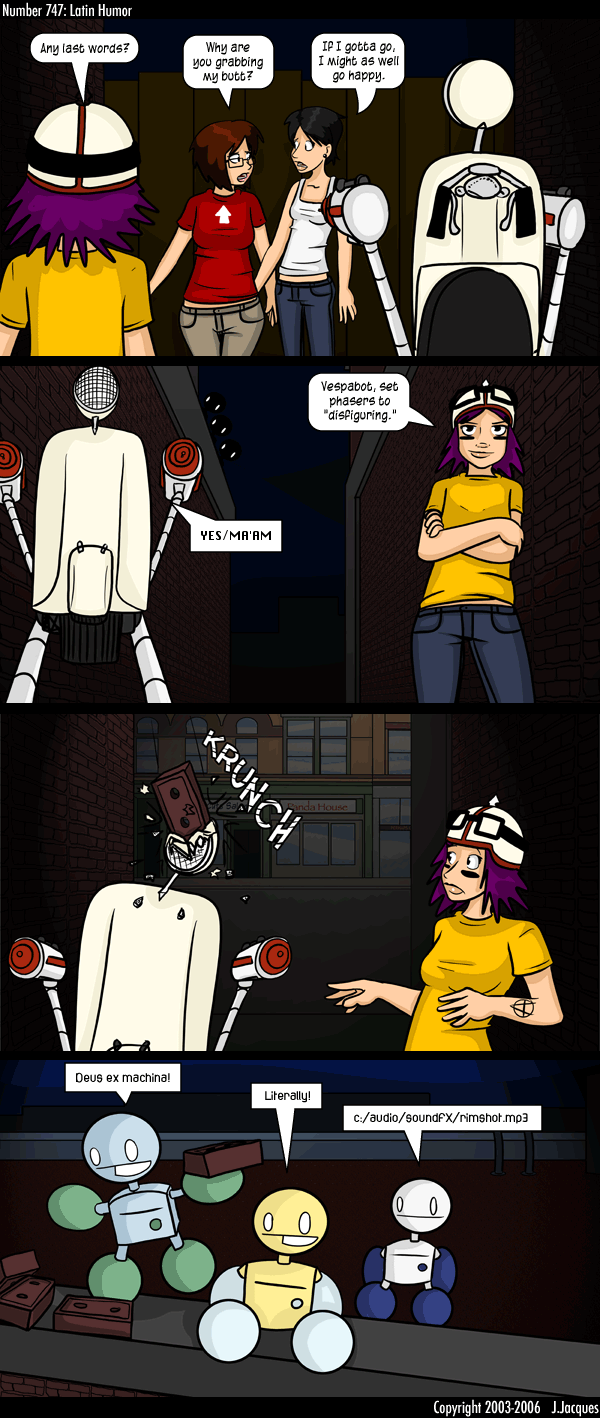 Number 747: Latin Humor
Any last words?
Why are
you grabbing
my butt?
If I gotta go,
I might as well
go happy.
Vespabot, set
phasers to
"disfiguring."
YES/MA'AM
KRUNCH
Panda House
Deus ex machina!
Literally!
c:/audio/soundFX/rimshot.mp3
Copyright 2003-2006 J.Jacques